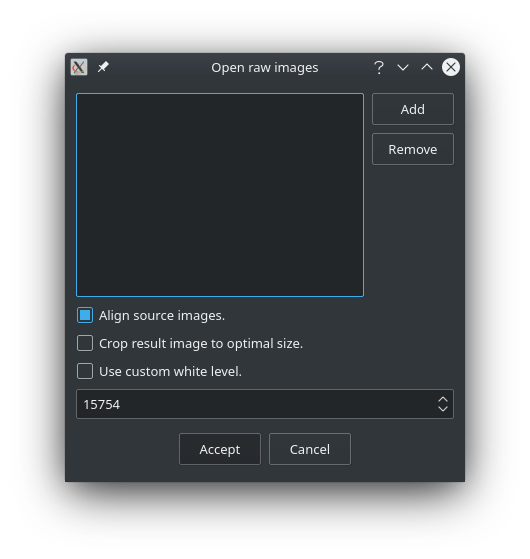 Open raw images
Add
Remove
Align source images.
Crop result image to optimal size.
Use custom white level.
15754
Accept
Cancel